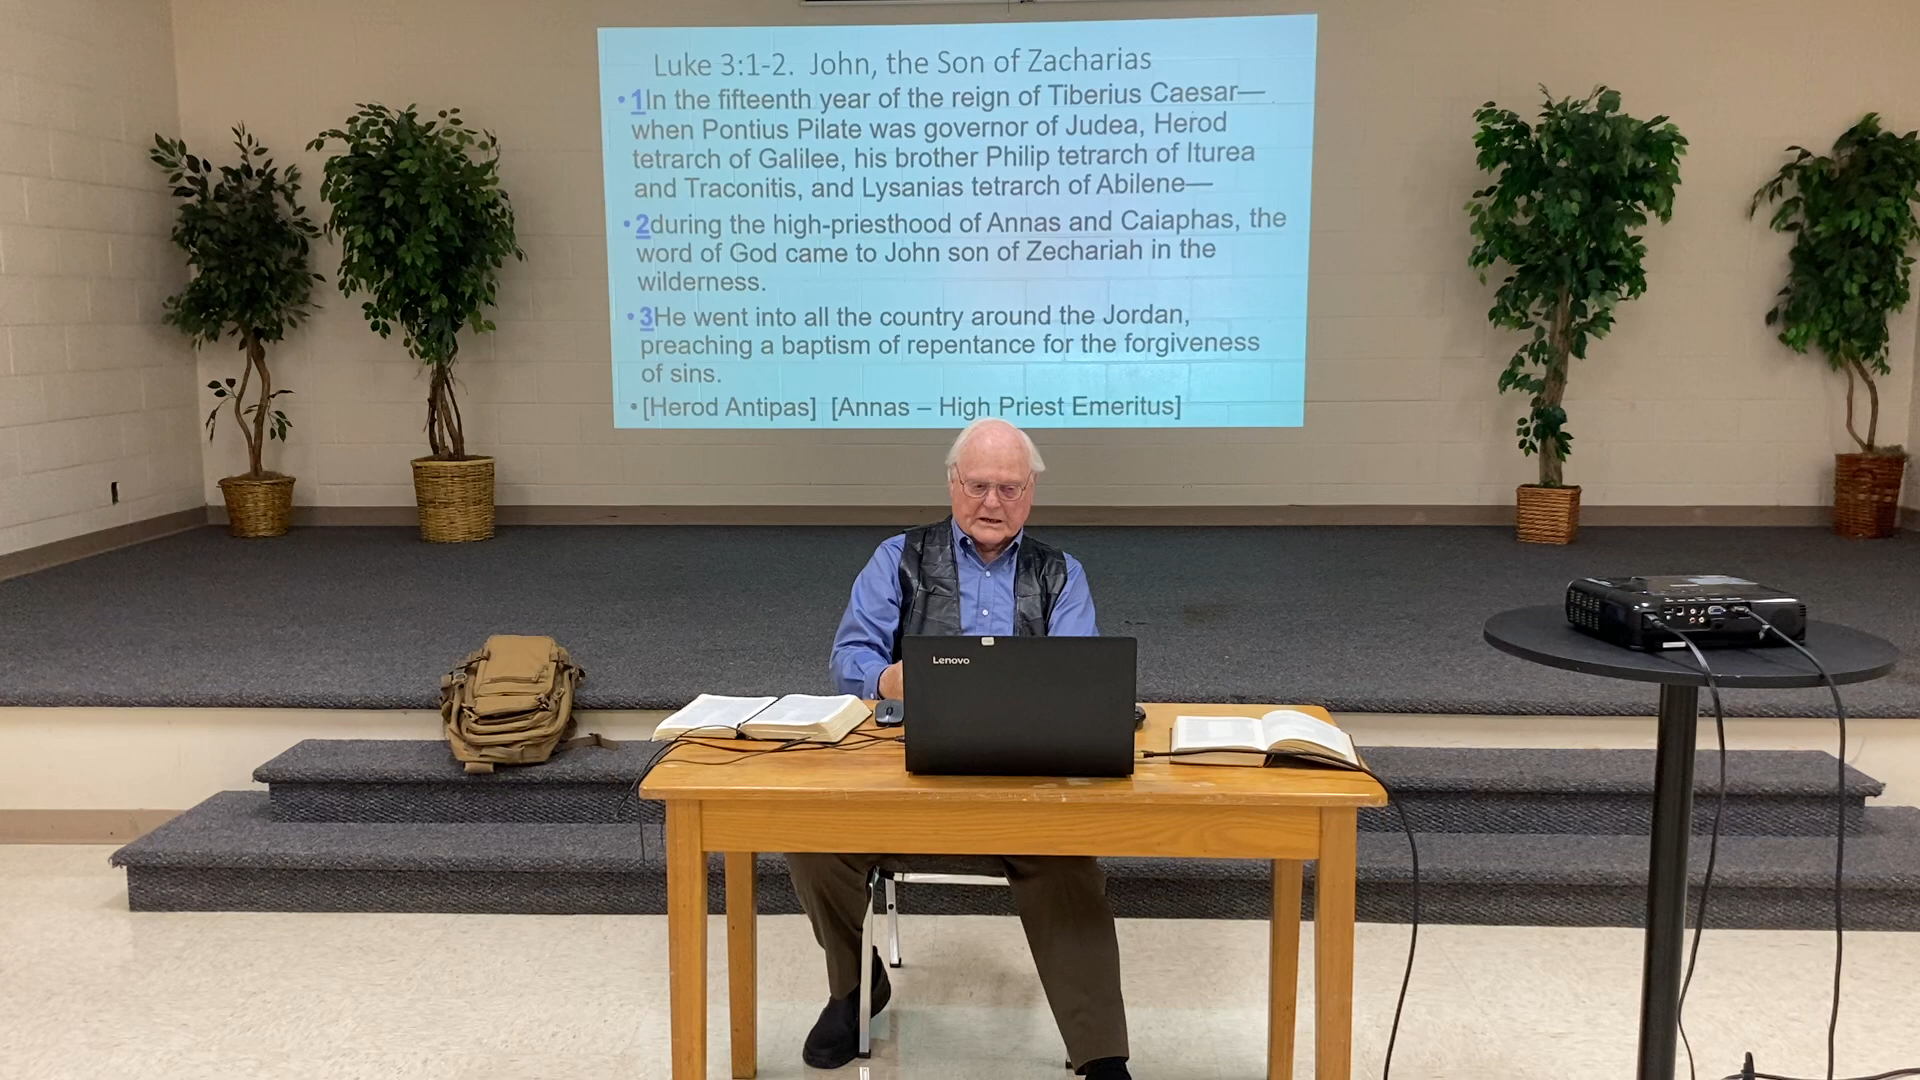 Luke 3:1-2. John, the Son of Zacharias
• 1In the fifteenth year of the reign of Tiberius Caesar—
when Pontius Pilate was governor of Judea, Herod
tetrarch of Galilee, his brother Philip tetrarch of Iturea
and Traconitis, and Lysanias tetrarch of Abilene—
• 2during the high-priesthood of Annas and Caiaphas, the
word of God came to John son of Zechariah in the
wilderness.
• 3He went into all the country around the Jordan,
preaching a baptism of repentance for the forgiveness
of sins.
• [Herod Antipas] [Annas – High Priest Emeritus]
Lenovo